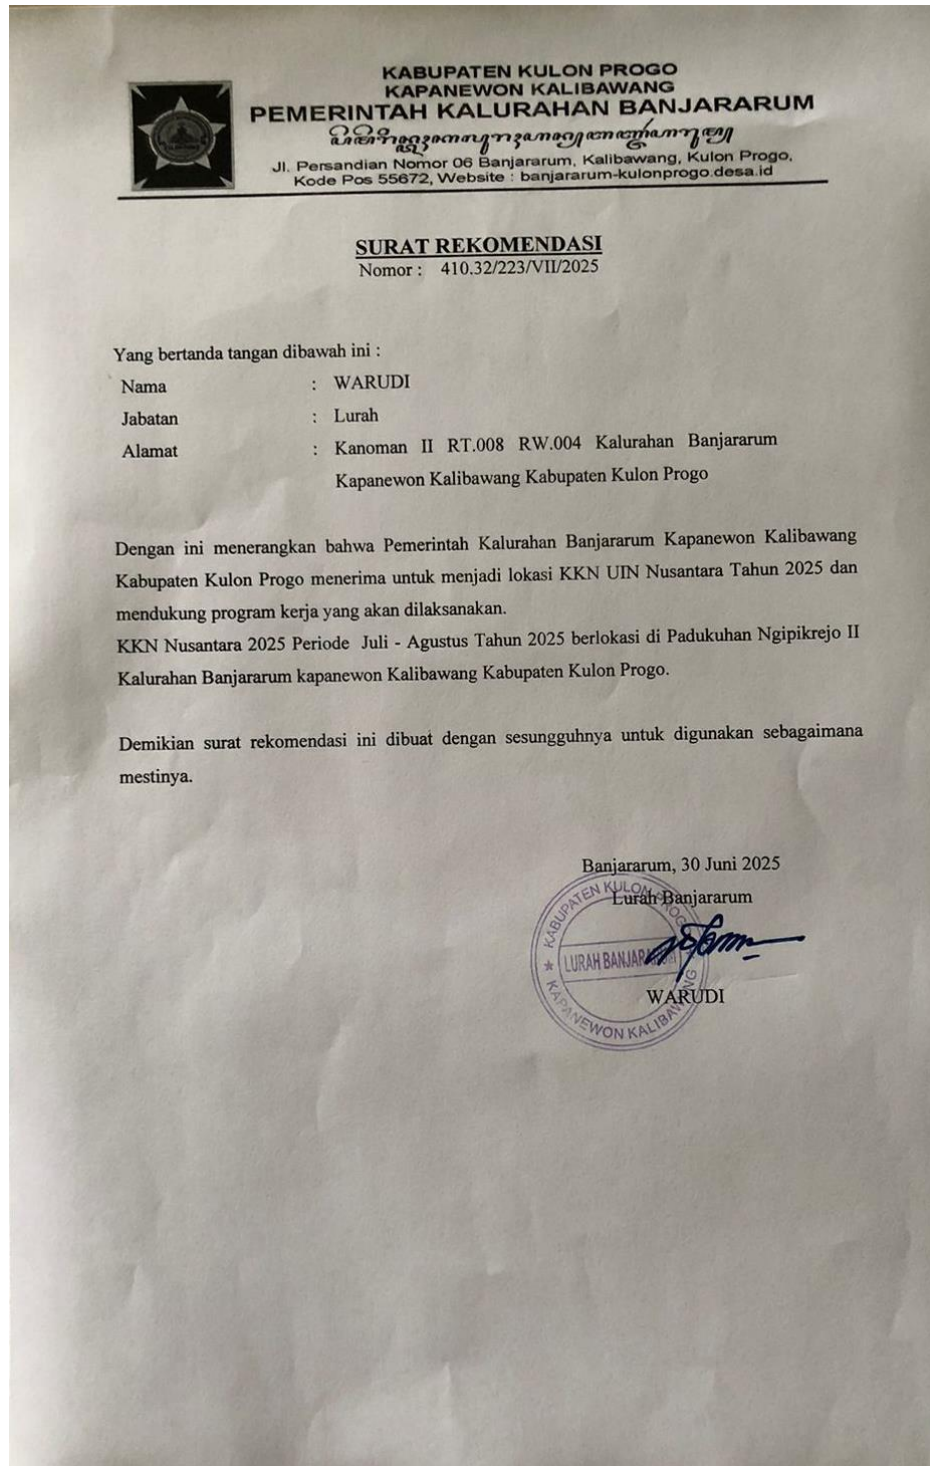 KABUPATEN KULON PROGO
KAPANEWON KALIBAWANG
PEMERINTAH KALURAHAN BANJARARUM
Jl. Persandian Nomor 06 Banjararum, Kalibawang, Kulon Progo,
Kode Pos 55672, Website : banjararum-kulonprogo.desa.id
SURAT REKOMENDASI
Nomor : 410.32/223/VII/2025
Yang bertanda tangan dibawah ini :
Nama : WARUDI
Jabatan : Lurah
Alamat : Kanoman II RT.008 RW.004 Kalurahan Banjararum
Kapanewon Kalibawang Kabupaten Kulon Progo
Dengan ini menerangkan bahwa Pemerintah Kalurahan Banjararum Kapanewon Kalibawang
Kabupaten Kulon Progo menerima untuk menjadi lokasi KKN UIN Nusantara Tahun 2025 dan
mendukung program kerja yang akan dilaksanakan.
KKN Nusantara 2025 Periode Juli - Agustus Tahun 2025 berlokasi di Padukuhan Ngipikrejo II
Kalurahan Banjararum kapanewon Kalibawang Kabupaten Kulon Progo.
Demikian surat rekomendasi ini dibuat dengan sesungguhnya untuk digunakan sebagaimana
mestinya.
Banjararum, 30 Juni 2025
Lurah Banjararum
KABUPATEN KULON PROGO
LURAH
KAPANEWON KALIBAWANG
WARUDI